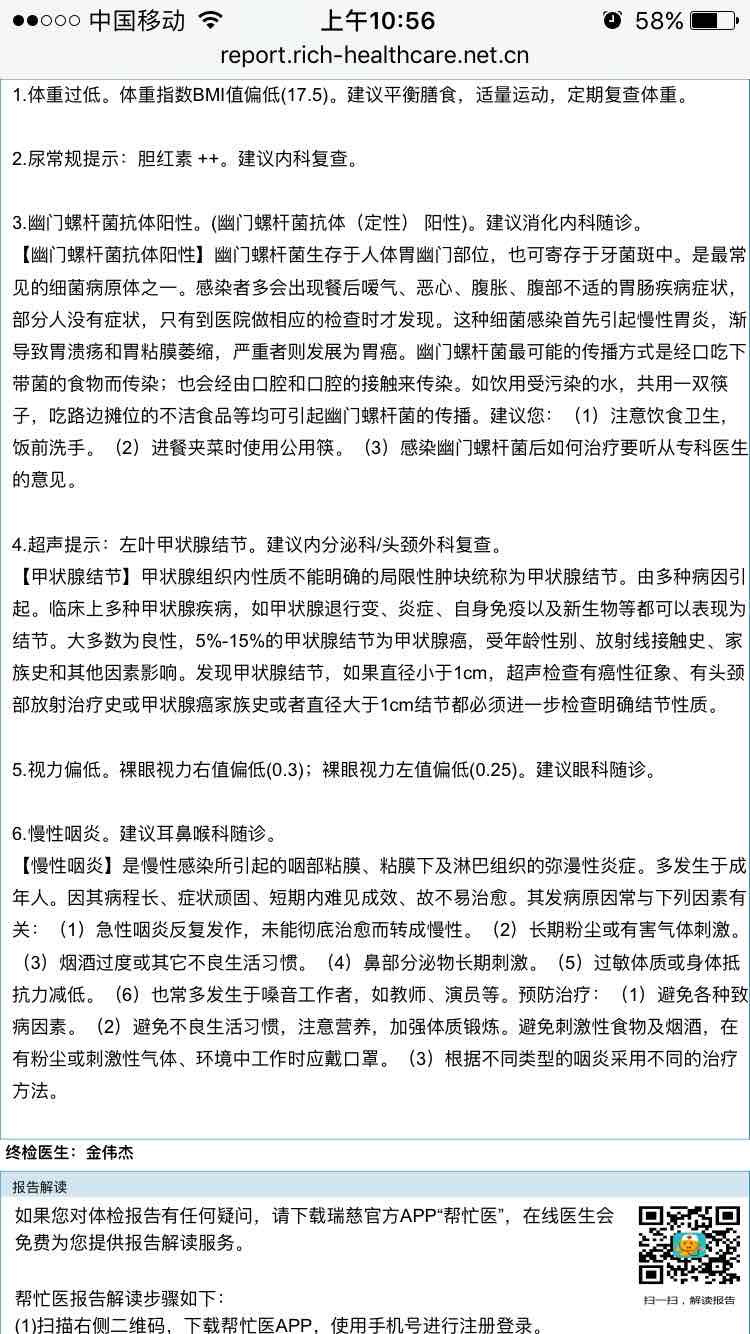 中国移动 上午10:56 58%
report.rich-healthcare.net.cn
1.体重过低。体重指数BMI值偏低(17.5)。建议平衡膳食，适量运动，定期复查体重。
2.尿常规提示：胆红素 ++。建议内科复查。
3.幽门螺杆菌抗体阳性。(幽门螺杆菌抗体（定性） 阳性)。建议消化内科随诊。
【幽门螺杆菌抗体阳性】幽门螺杆菌生存于人体胃幽门部位，也可寄存于牙菌斑中。是最常
见的细菌病原体之一。感染者多会出现餐后嗳气、恶心、腹胀、腹部不适的胃肠疾病症状，
部分人没有症状，只有到医院做相应的检查时才发现。这种细菌感染首先引起慢性胃炎，渐
导致胃溃疡和胃粘膜萎缩，严重者则发展为胃癌。幽门螺杆菌最可能的传播方式是经口吃下
带菌的食物而传染；也会经由口腔和口腔的接触来传染。如饮用受污染的水，共用一双筷
子，吃路边摊位的不洁食品等均可引起幽门螺杆菌的传播。建议您：（1）注意饮食卫生，
饭前洗手。（2）进餐夹菜时使用公用筷。（3）感染幽门螺杆菌后如何治疗要听从专科医生
的意见。
4.超声提示：左叶甲状腺结节。建议内分泌科/头颈外科复查。
【甲状腺结节】甲状腺组织内性质不能明确的局限性肿块统称为甲状腺结节。由多种病因引
起。临床上多种甲状腺疾病，如甲状腺退行变、炎症、自身免疫以及新生物等都可以表现为
结节。大多数为良性，5%-15%的甲状腺结节为甲状腺癌，受年龄性别、放射线接触史、家
族史和其他因素影响。发现甲状腺结节，如果直径小于1cm，超声检查有癌性征象、有头颈
部放射治疗史或甲状腺癌家族史或者直径大于1cm结节都必须进一步检查明确结节性质。
5.视力偏低。裸眼视力右值偏低(0.3)；裸眼视力左值偏低(0.25)。建议眼科随诊。
6.慢性咽炎。建议耳鼻喉科随诊。
【慢性咽炎】是慢性感染所引起的咽部粘膜、粘膜下及淋巴组织的弥漫性炎症。多发生于成
年人。因其病程长、症状顽固、短期内难见成效、故不易治愈。其发病原因常与下列因素有
关：（1）急性咽炎反复发作，未能彻底治愈而转成慢性。（2）长期粉尘或有害气体刺激。
（3）烟酒过度或其它不良生活习惯。（4）鼻部分泌物长期刺激。（5）过敏体质或身体抵
抗力减低。（6）也常多发生于嗓音工作者，如教师、演员等。预防治疗：（1）避免各种致
病因素。（2）避免不良生活习惯，注意营养，加强体质锻炼。避免刺激性食物及烟酒，在
有粉尘或刺激性气体、环境中工作时应戴口罩。（3）根据不同类型的咽炎采用不同的治疗
方法。
终检医生：金伟杰
报告解读
如果您对体检报告有任何疑问，请下载瑞慈官方APP“帮忙医”，在线医生会
免费为您提供报告解读服务。
扫一扫，解读报告
帮忙医报告解读步骤如下：
(1)扫描右侧二维码，下载帮忙医APP，使用手机号进行注册登录。